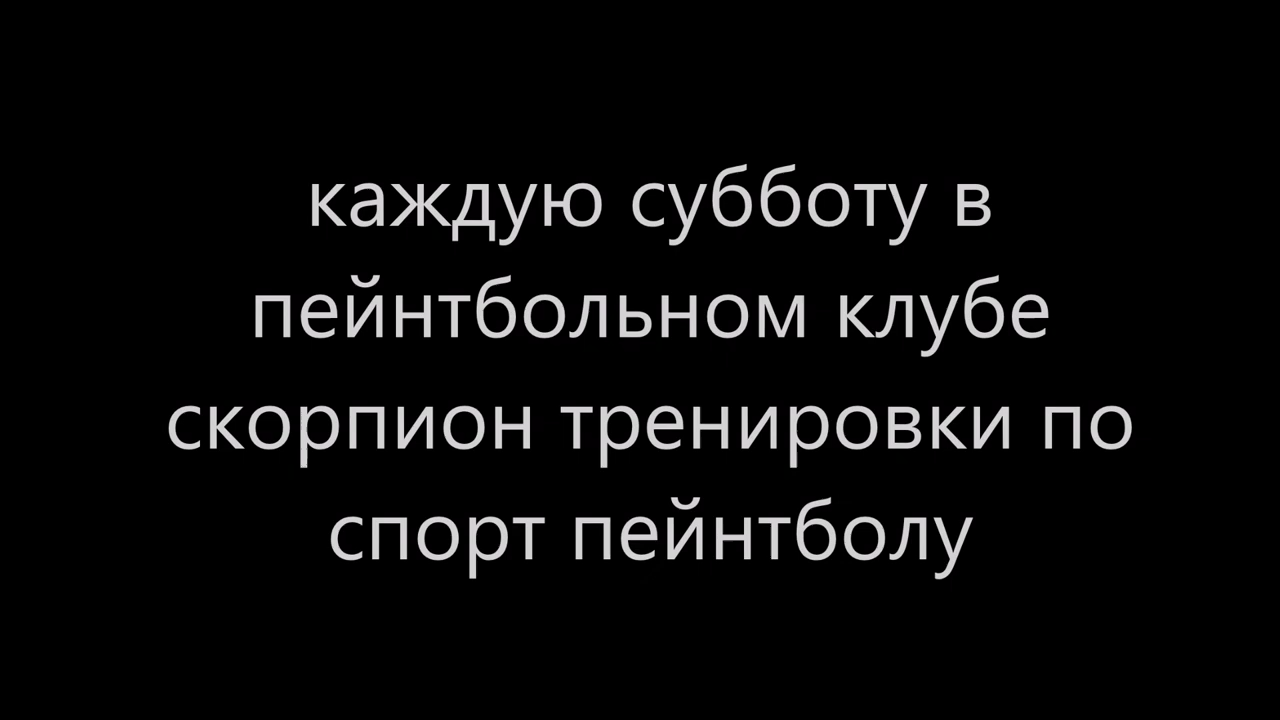 каждую субботу в
пейнтбольном клубе
скорпион тренировки по
спорт пейнтболу